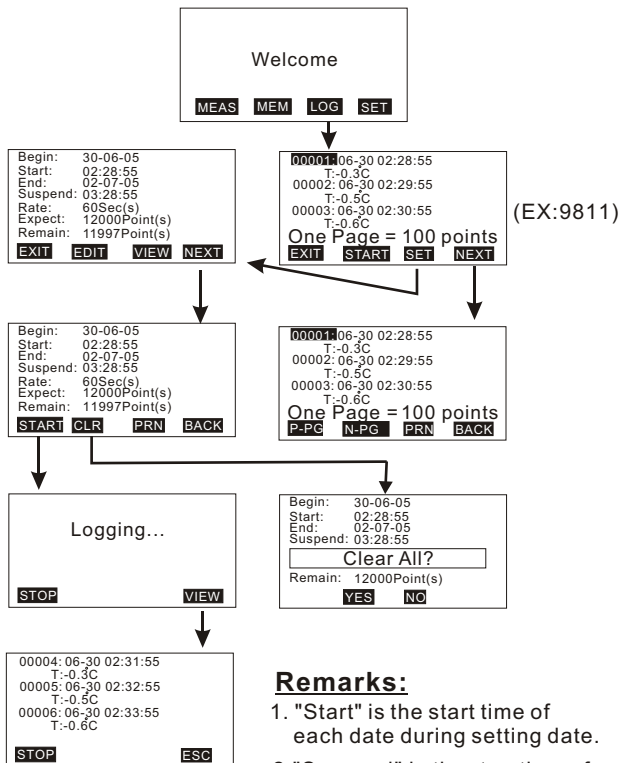 Welcome
MEAS MEM LOG SET
Begin: 30-06-05
Start: 02:28:55
End: 02-07-05
Suspend: 03:28:55
Rate: 60Sec(s)
Expect: 12000Point(s)
Remain: 11997Point(s)
EXIT EDIT VIEW NEXT
00001: 06-30 02:28:55
T:-0.3°C
00002: 06-30 02:29:55
T:-0.5°C
00003: 06-30 02:30:55
T:-0.6°C
One Page = 100 points
EXIT START SET NEXT
(EX:9811)
Begin: 30-06-05
Start: 02:28:55
End: 02-07-05
Suspend: 03:28:55
Rate: 60Sec(s)
Expect: 12000Point(s)
Remain: 11997Point(s)
START CLR PRN BACK
00001: 06-30 02:28:55
T:-0.3°C
00002: 06-30 02:29:55
T:-0.5°C
00003: 06-30 02:30:55
T:-0.6°C
One Page = 100 points
P-PG N-PG PRN BACK
Logging...
STOP VIEW
Begin: 30-06-05
Start: 02:28:55
End: 02-07-05
Suspend: 03:28:55
Clear All?
Remain: 12000Point(s)
YES NO
00004: 06-30 02:31:55
T:-0.3°C
00005: 06-30 02:32:55
T:-0.5°C
00006: 06-30 02:33:55
T:-0.6°C
STOP ESC
Remarks:
1. "Start" is the start time of
each date during setting date.